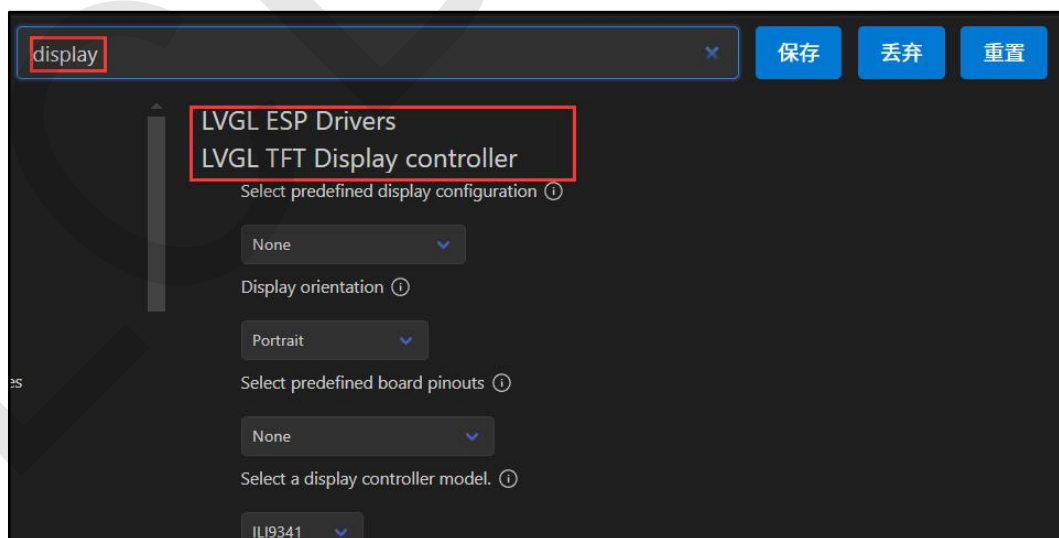 display
保存
丢弃
重置
LVGL ESP Drivers
LVGL TFT Display controller
Select predefined display configuration
None
Display orientation
Portrait
es
Select predefined board pinouts
None
Select a display controller model.
ILI9341